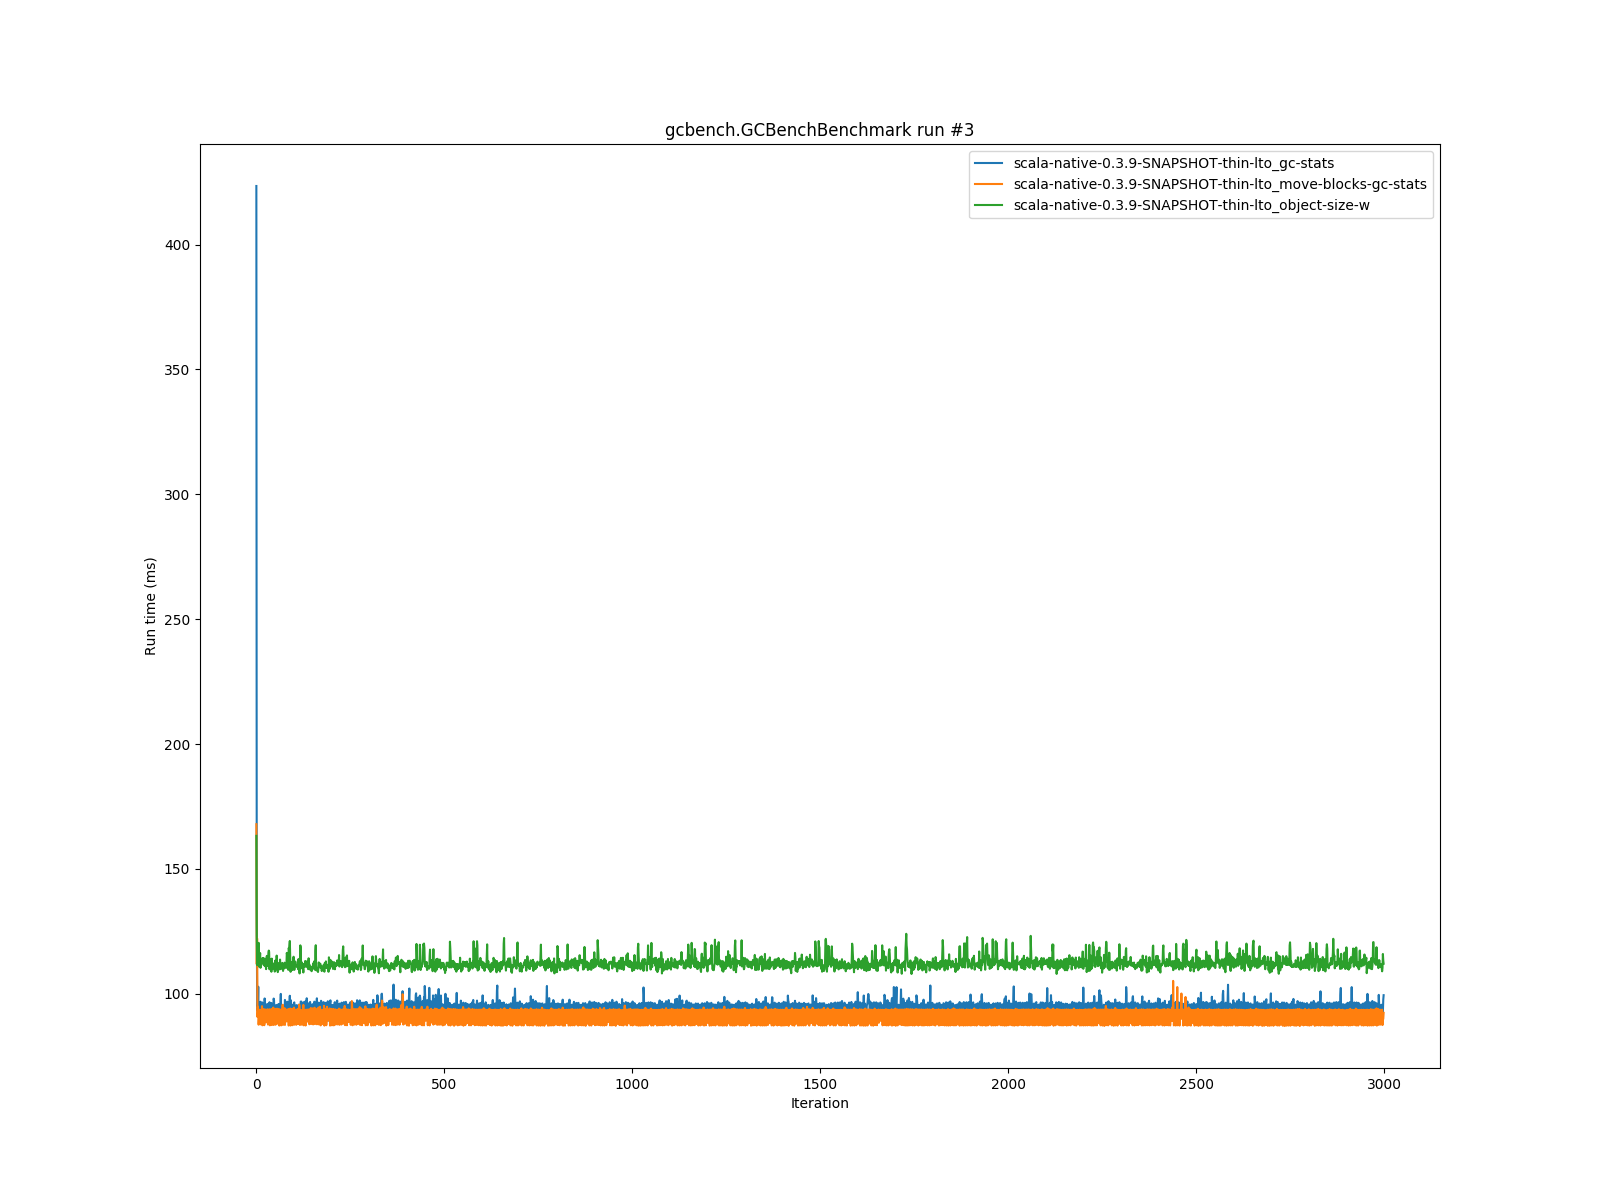 gcbench.GCBenchBenchmark run #3
scala-native-0.3.9-SNAPSHOT-thin-lto_gc-stats
scala-native-0.3.9-SNAPSHOT-thin-lto_move-blocks-gc-stats
scala-native-0.3.9-SNAPSHOT-thin-lto_object-size-w
400
350
300
250
200
150
100
Run time (ms)
0
500
1000
1500
2000
2500
3000
Iteration